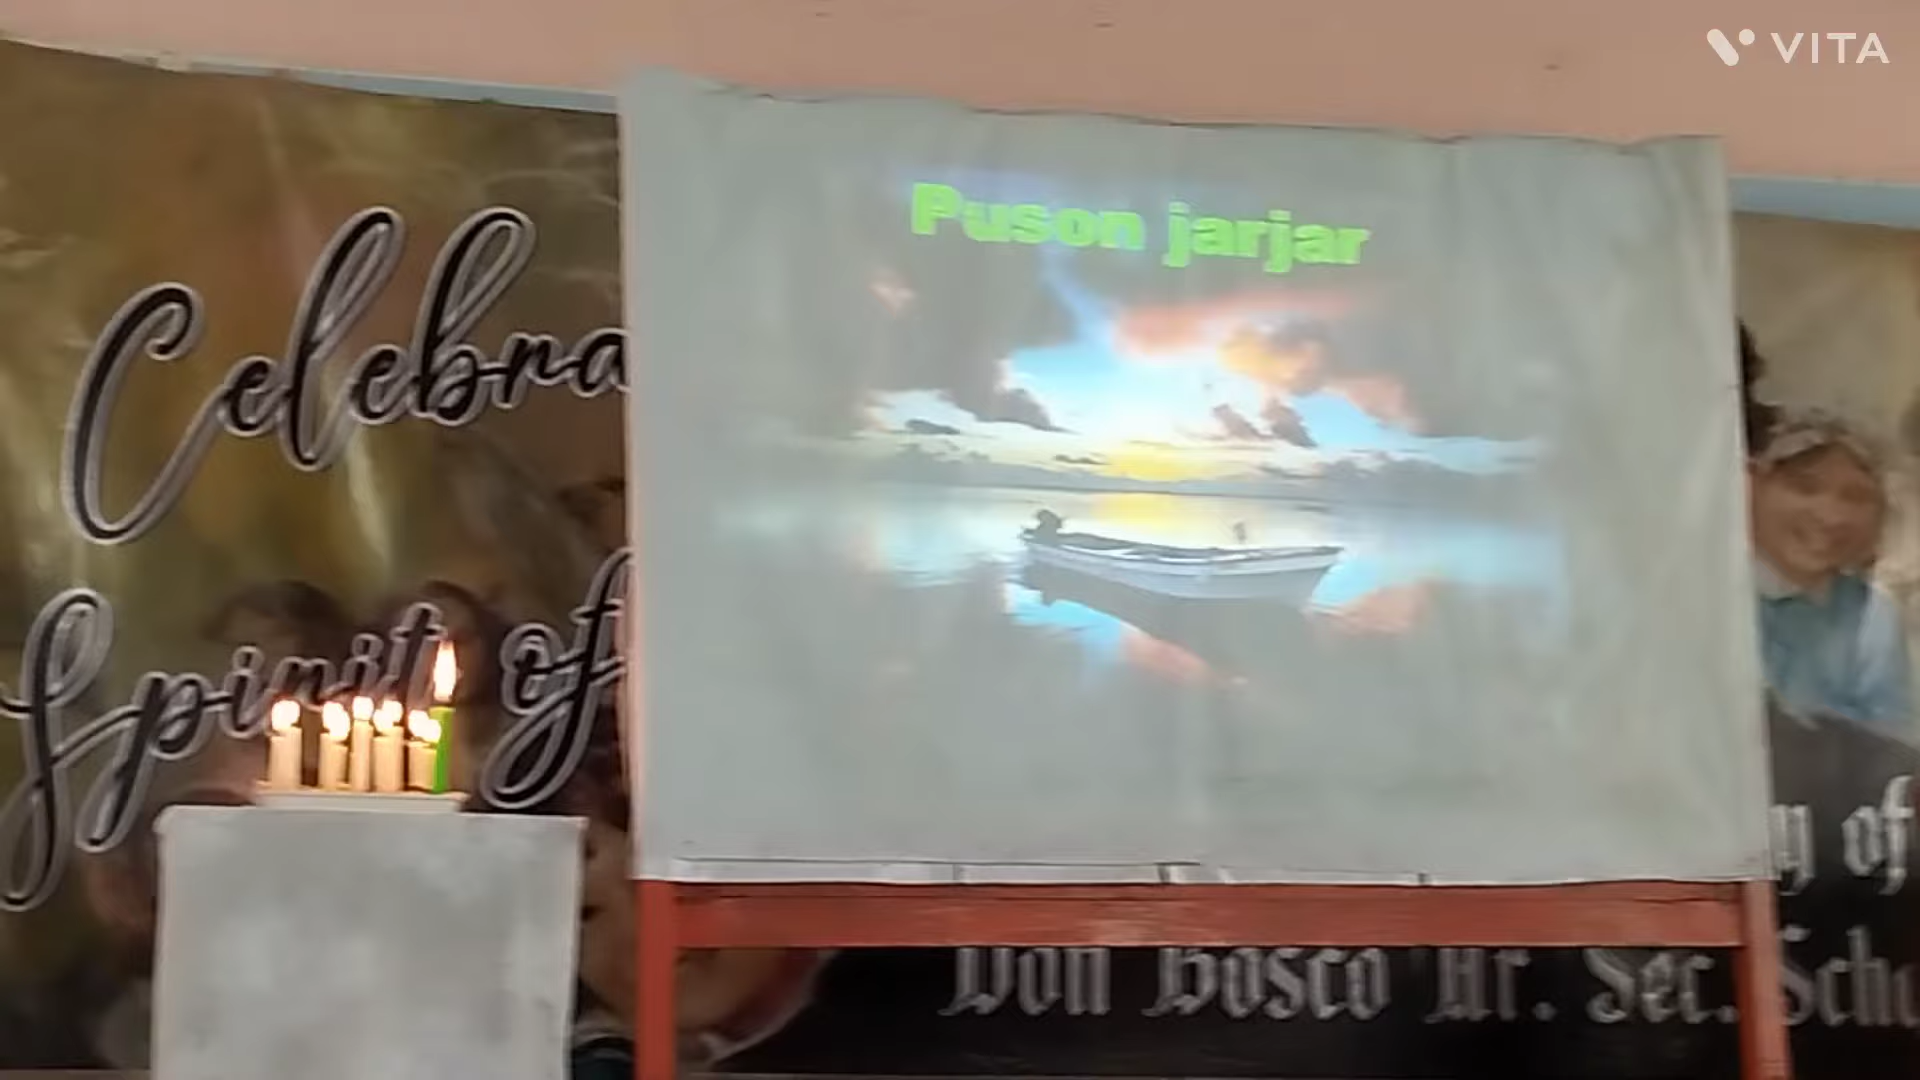 VITA
Puson jarjar
Celebra
Spirit of
y of
Don Bosco Hr. Sec. Scho